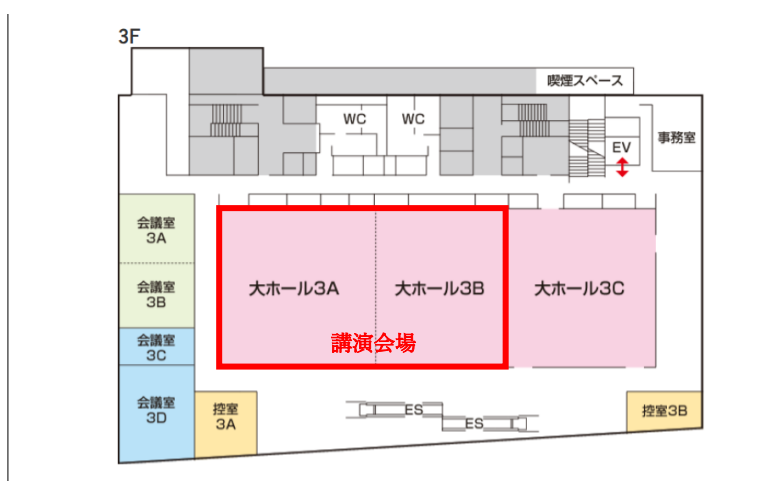 3F
喫煙スペース
WC
WC
EV
事務室
会議室
3A
会議室
3B
会議室
3C
会議室
3D
大ホール3A
大ホール3B
大ホール3C
講演会場
控室
3A
ES
ES
控室3B